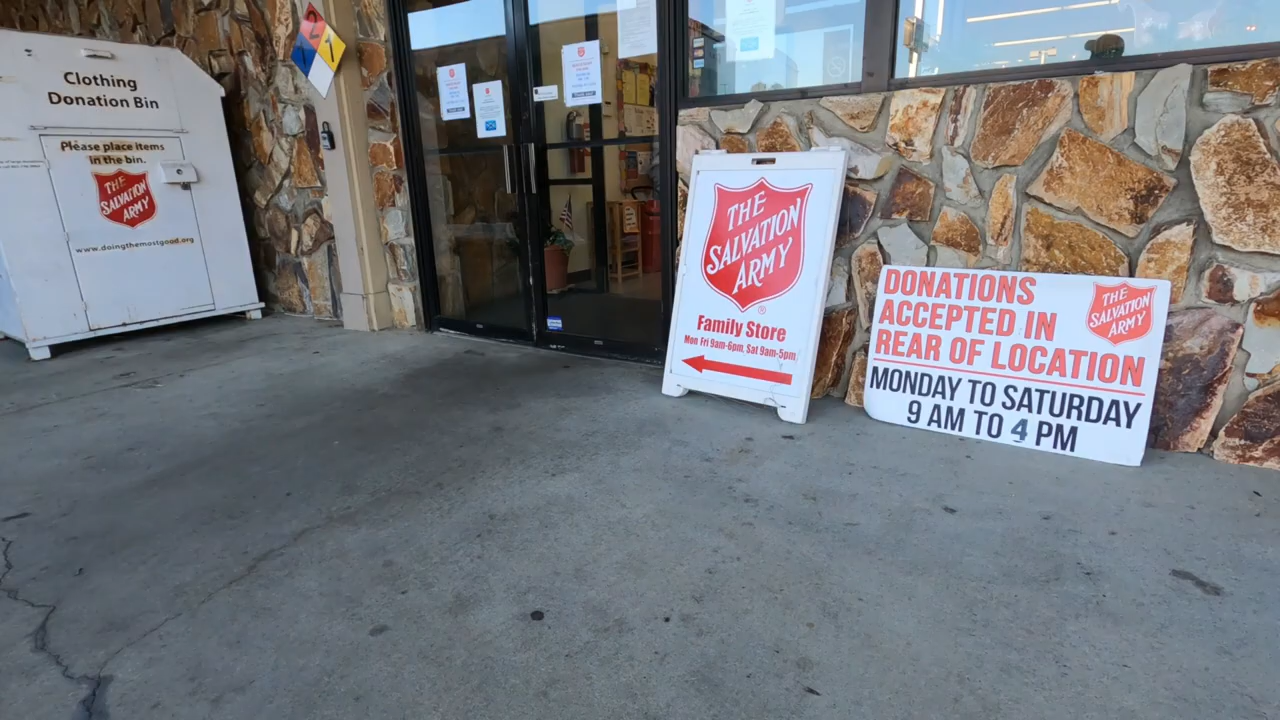 Clothing
Donation Bin
Please place items
in the bin.
THE
SALVATION
ARMY
www.doingthemostgood.org
2
THE
SALVATION
ARMY
®
Family Store
Mon Fri 9am-6pm, Sat 9am-5pm
DONATIONS
ACCEPTED IN
REAR OF LOCATION
THE
SALVATION
ARMY
MONDAY TO SATURDAY
9 AM TO 4 PM